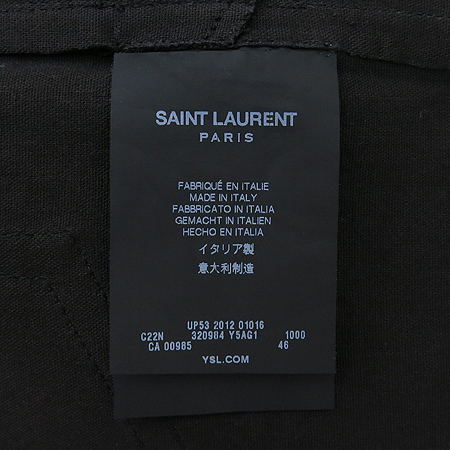 SAINT LAURENT
PARIS
FABRIQUÉ EN ITALIE
MADE IN ITALY
FABBRICATO IN ITALIA
GEMACHT IN ITALIEN
HECHO EN ITALIA
イタリア製
意大利制造
UP53 2012 01016
C22N 320904 Y5AG1 1000
CA 00985 46
YSL.COM